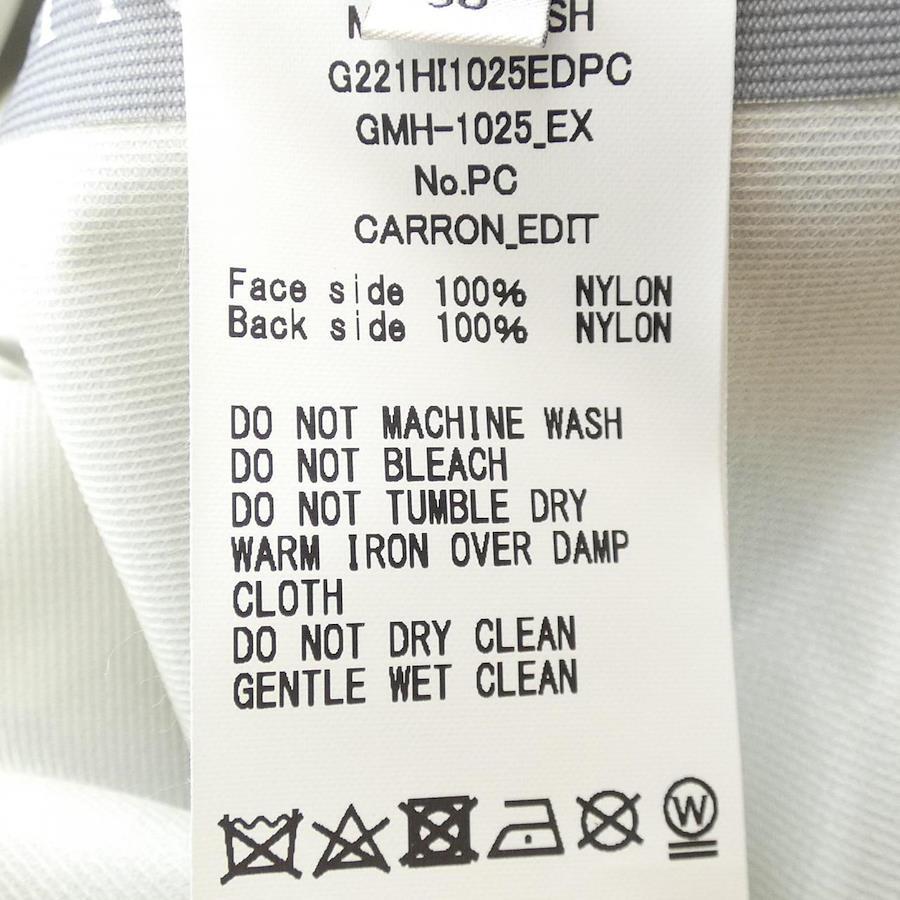 G221HI1025EDPC
GMH-1025_EX
No.PC
CARRON_EDIT
Face side 100% NYLON
Back side 100% NYLON
DO NOT MACHINE WASH
DO NOT BLEACH
DO NOT TUMBLE DRY
WARM IRON OVER DAMP
CLOTH
DO NOT DRY CLEAN
GENTLE WET CLEAN
W